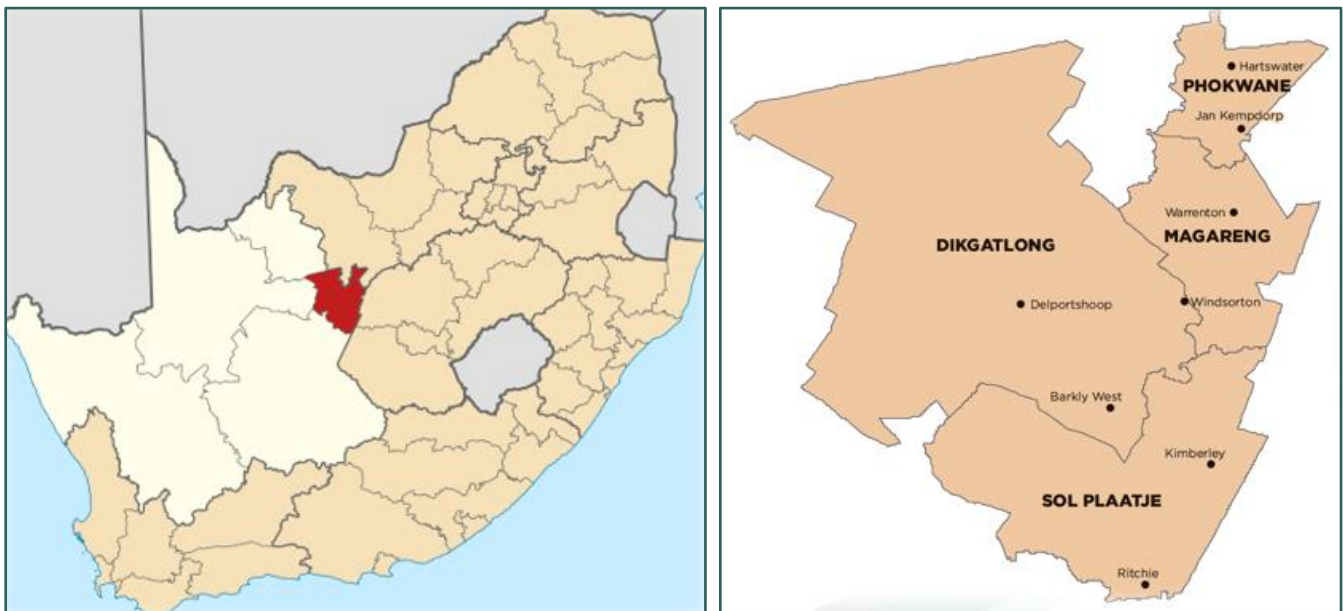 Hartswater
PHOKWANE
Jan Kempdorp
Warrenton
MAGARENG
DIKGATLONG
Delportshoop
Windsorton
Barkly West
Kimberley
SOL PLAATJE
Ritchie